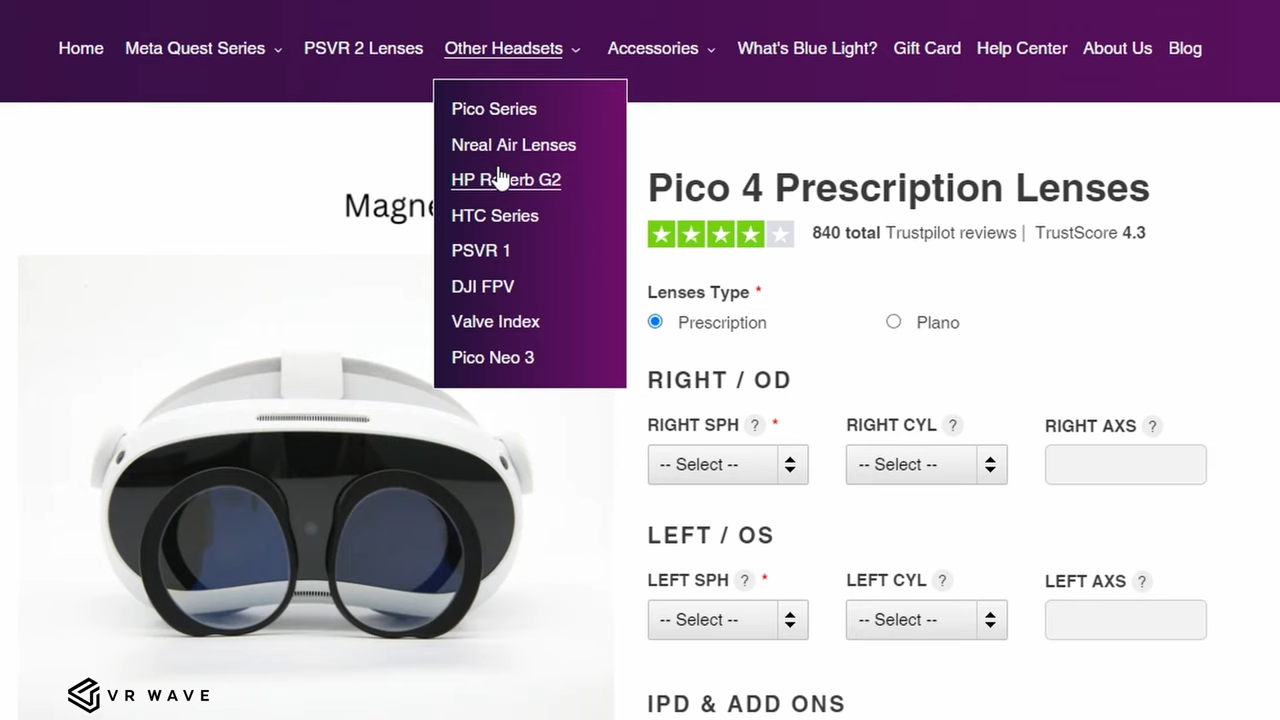 Home Meta Quest Series PSVR 2 Lenses Other Headsets Accessories What's Blue Light? Gift Card Help Center About Us Blog
Pico Series
Nreal Air Lenses
HP Reverb G2
HTC Series
PSVR 1
DJI FPV
Valve Index
Pico Neo 3
Pico 4 Prescription Lenses
840 total Trustpilot reviews | TrustScore 4.3
Lenses Type *
Prescription Plano
RIGHT / OD
RIGHT SPH ? * RIGHT CYL ? RIGHT AXS ?
-- Select -- -- Select --
LEFT / OS
LEFT SPH ? * LEFT CYL ? LEFT AXS ?
-- Select -- -- Select --
IPD & ADD ONS
VR WAVE